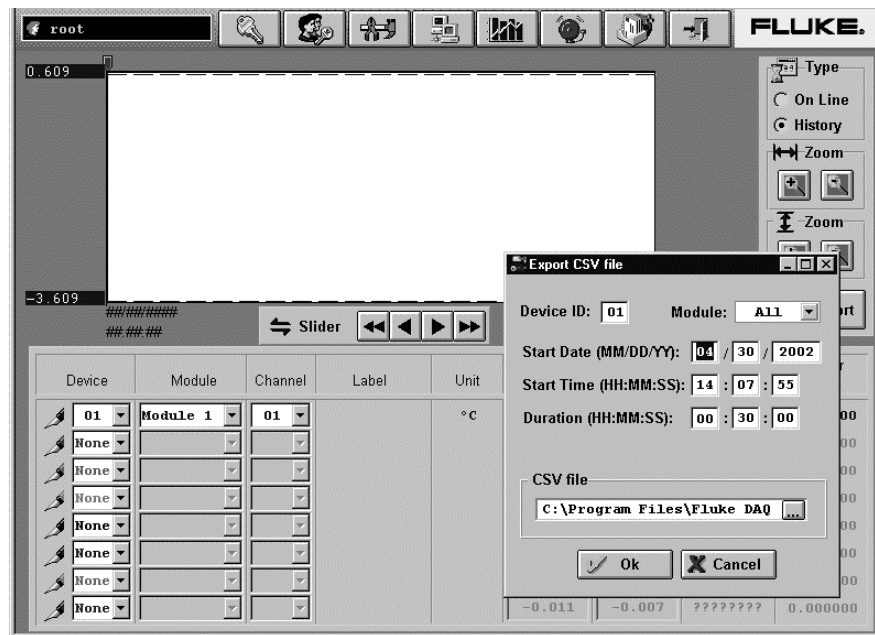 root
FLUKE®
0.609
-3.609
##/##/####
##:##:##
Slider
Type
On Line
History
Zoom
Zoom
Export CSV file
Device ID: 01 Module: All
Start Date (MM/DD/YY): 04 / 30 / 2002
Start Time (HH:MM:SS): 14 : 07 : 55
Duration (HH:MM:SS): 00 : 30 : 00
CSV file
C:\Program Files\Fluke DAQ ...
Ok Cancel
Device Module Channel Label Unit
01 Module 1 01 °C
None
None
None
None
None
None
None
-0.011 -0.007 ???????? 0.000000